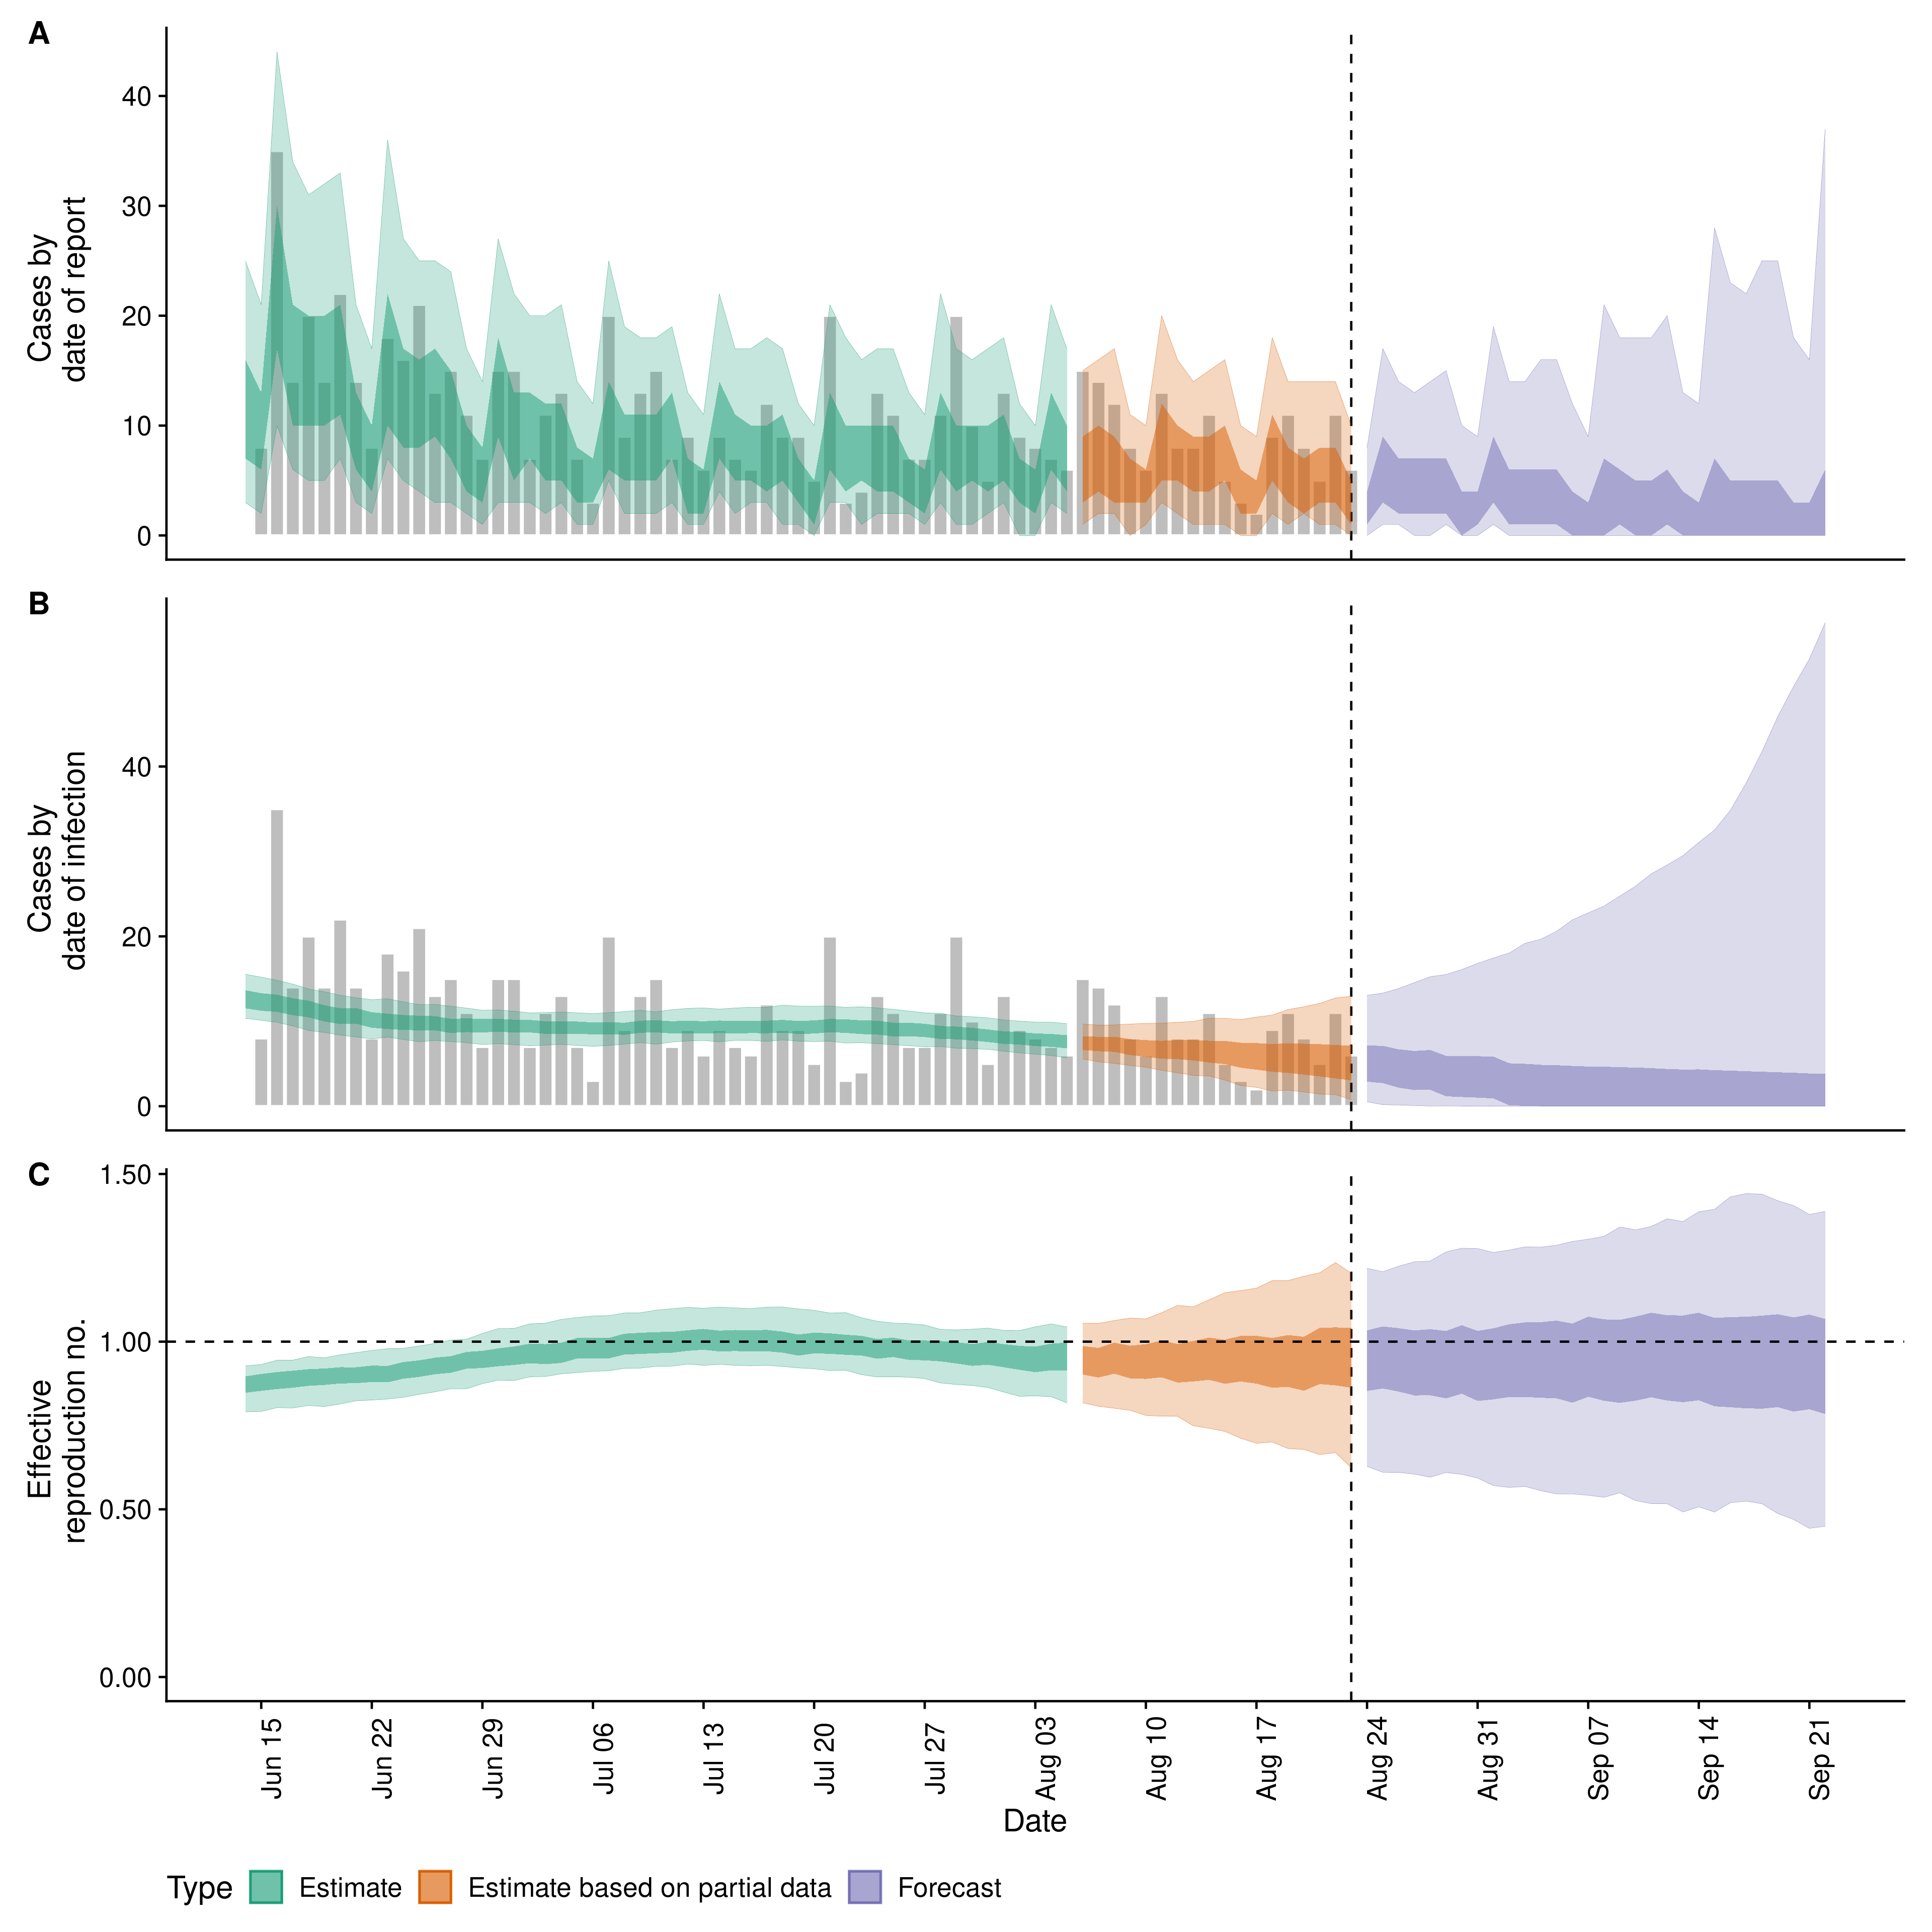 A
Cases by
date of report
40
30
20
10
0
B
Cases by
date of infection
40
20
0
C
Effective
reproduction no.
1.50
1.00
0.50
0.00
Jun 15
Jun 22
Jun 29
Jul 06
Jul 13
Jul 20
Jul 27
Aug 03
Aug 10
Aug 17
Aug 24
Aug 31
Sep 07
Sep 14
Sep 21
Date
Type Estimate Estimate based on partial data Forecast